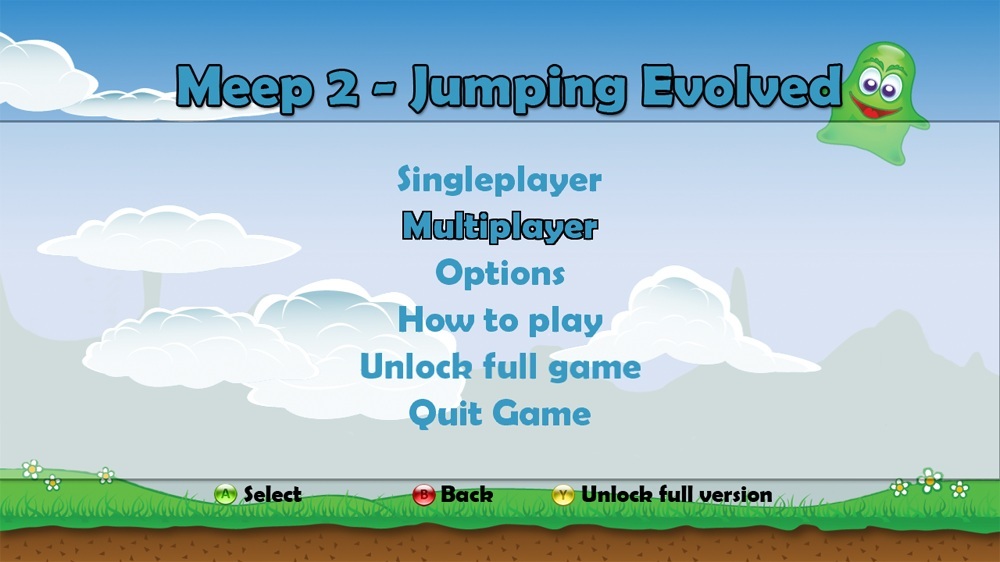 Meep 2 - Jumping Evolved
Singleplayer
Multiplayer
Options
How to play
Unlock full game
Quit Game
A Select B Back Y Unlock full version